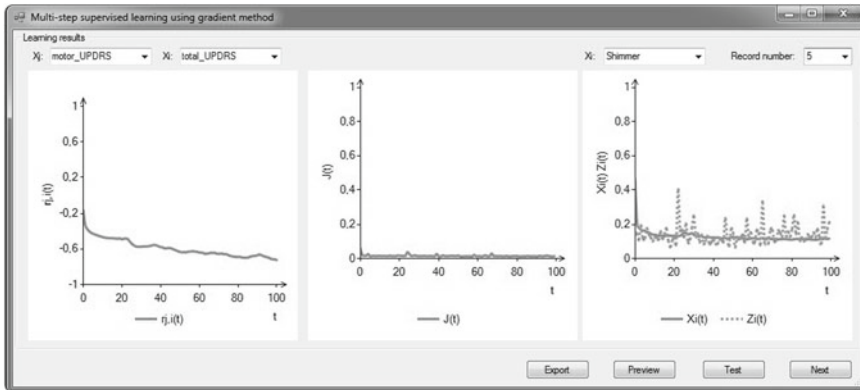 Multi-step supervised learning using gradient method
Learning results
Xj: motor_UPDRS Xi: total_UPDRS Xi: Shimmer Record number: 5
1
0,6
0,2
-0,2
-0,6
-1
rj,i(t)
0 20 40 60 80 100
t
rj,i(t)
1
0,8
0,6
0,4
0,2
0
J(t)
0 20 40 60 80 100
t
J(t)
1
0,8
0,6
0,4
0,2
0
Xi(t) Zi(t)
0 20 40 60 80 100
t
Xi(t) Zi(t)
Export Preview Test Next